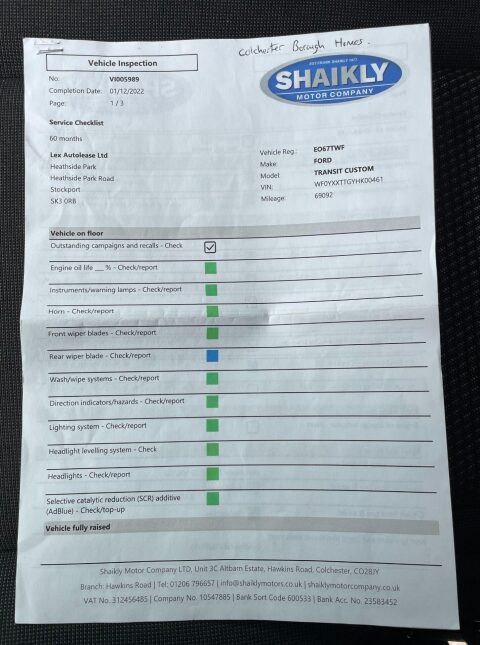 Colchester Borough Homes.
Vehicle Inspection
No: VI005989
Completion Date: 01/12/2022
Page: 1 / 3
SHAIKLY
MOTOR COMPANY
Service Checklist
60 months
Lex Autolease Ltd
Heathside Park
Heathside Park Road
Stockport
SK3 0RB
Vehicle Reg.: EO67TWF
Make: FORD
Model: TRANSIT CUSTOM
VIN: WF0YXXTTGYHK00461
Mileage: 69092
Vehicle on floor
Outstanding campaigns and recalls - Check
Engine oil life __ % - Check/report
Instruments/warning lamps - Check/report
Horn - Check/report
Front wiper blades - Check/report
Rear wiper blade - Check/report
Wash/wipe systems - Check/report
Direction indicators/hazards - Check/report
Lighting system - Check/report
Headlight levelling system - Check
Headlights - Check/report
Selective catalytic reduction (SCR) additive
(AdBlue) - Check/top-up
Vehicle fully raised
Shaikly Motor Company LTD, Unit 3C Altbarn Estate, Hawkins Road, Colchester, CO28JY
Branch: Hawkins Road | Tel: 01206 796657 | info@shaiklymotors.co.uk | shaiklymotorcompany.co.uk
VAT No. 312456485 | Company No. 10547885 | Bank Sort Code 600533 | Bank Acc. No. 23583452